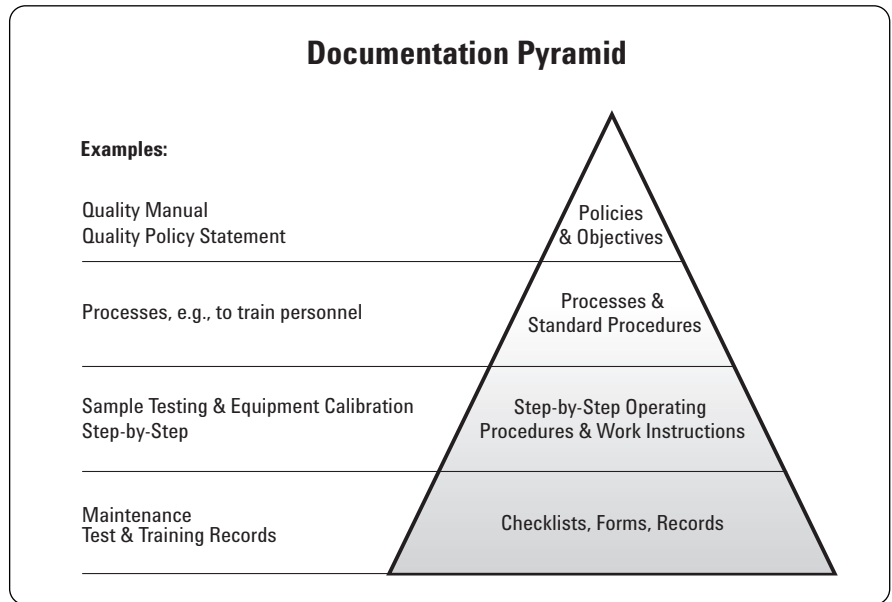 Documentation Pyramid
Examples:
Quality Manual
Quality Policy Statement
Policies
& Objectives
Processes, e.g., to train personnel
Processes &
Standard Procedures
Sample Testing & Equipment Calibration
Step-by-Step
Step-by-Step Operating
Procedures & Work Instructions
Maintenance
Test & Training Records
Checklists, Forms, Records